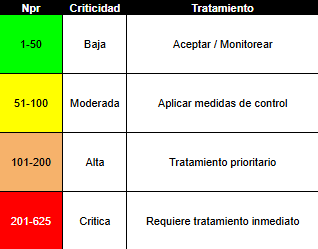 Npr Criticidad Tratamiento
1-50 Baja Aceptar / Monitorear
51-100 Moderada Aplicar medidas de control
101-200 Alta Tratamiento prioritario
201-625 Crítica Requiere tratamiento inmediato